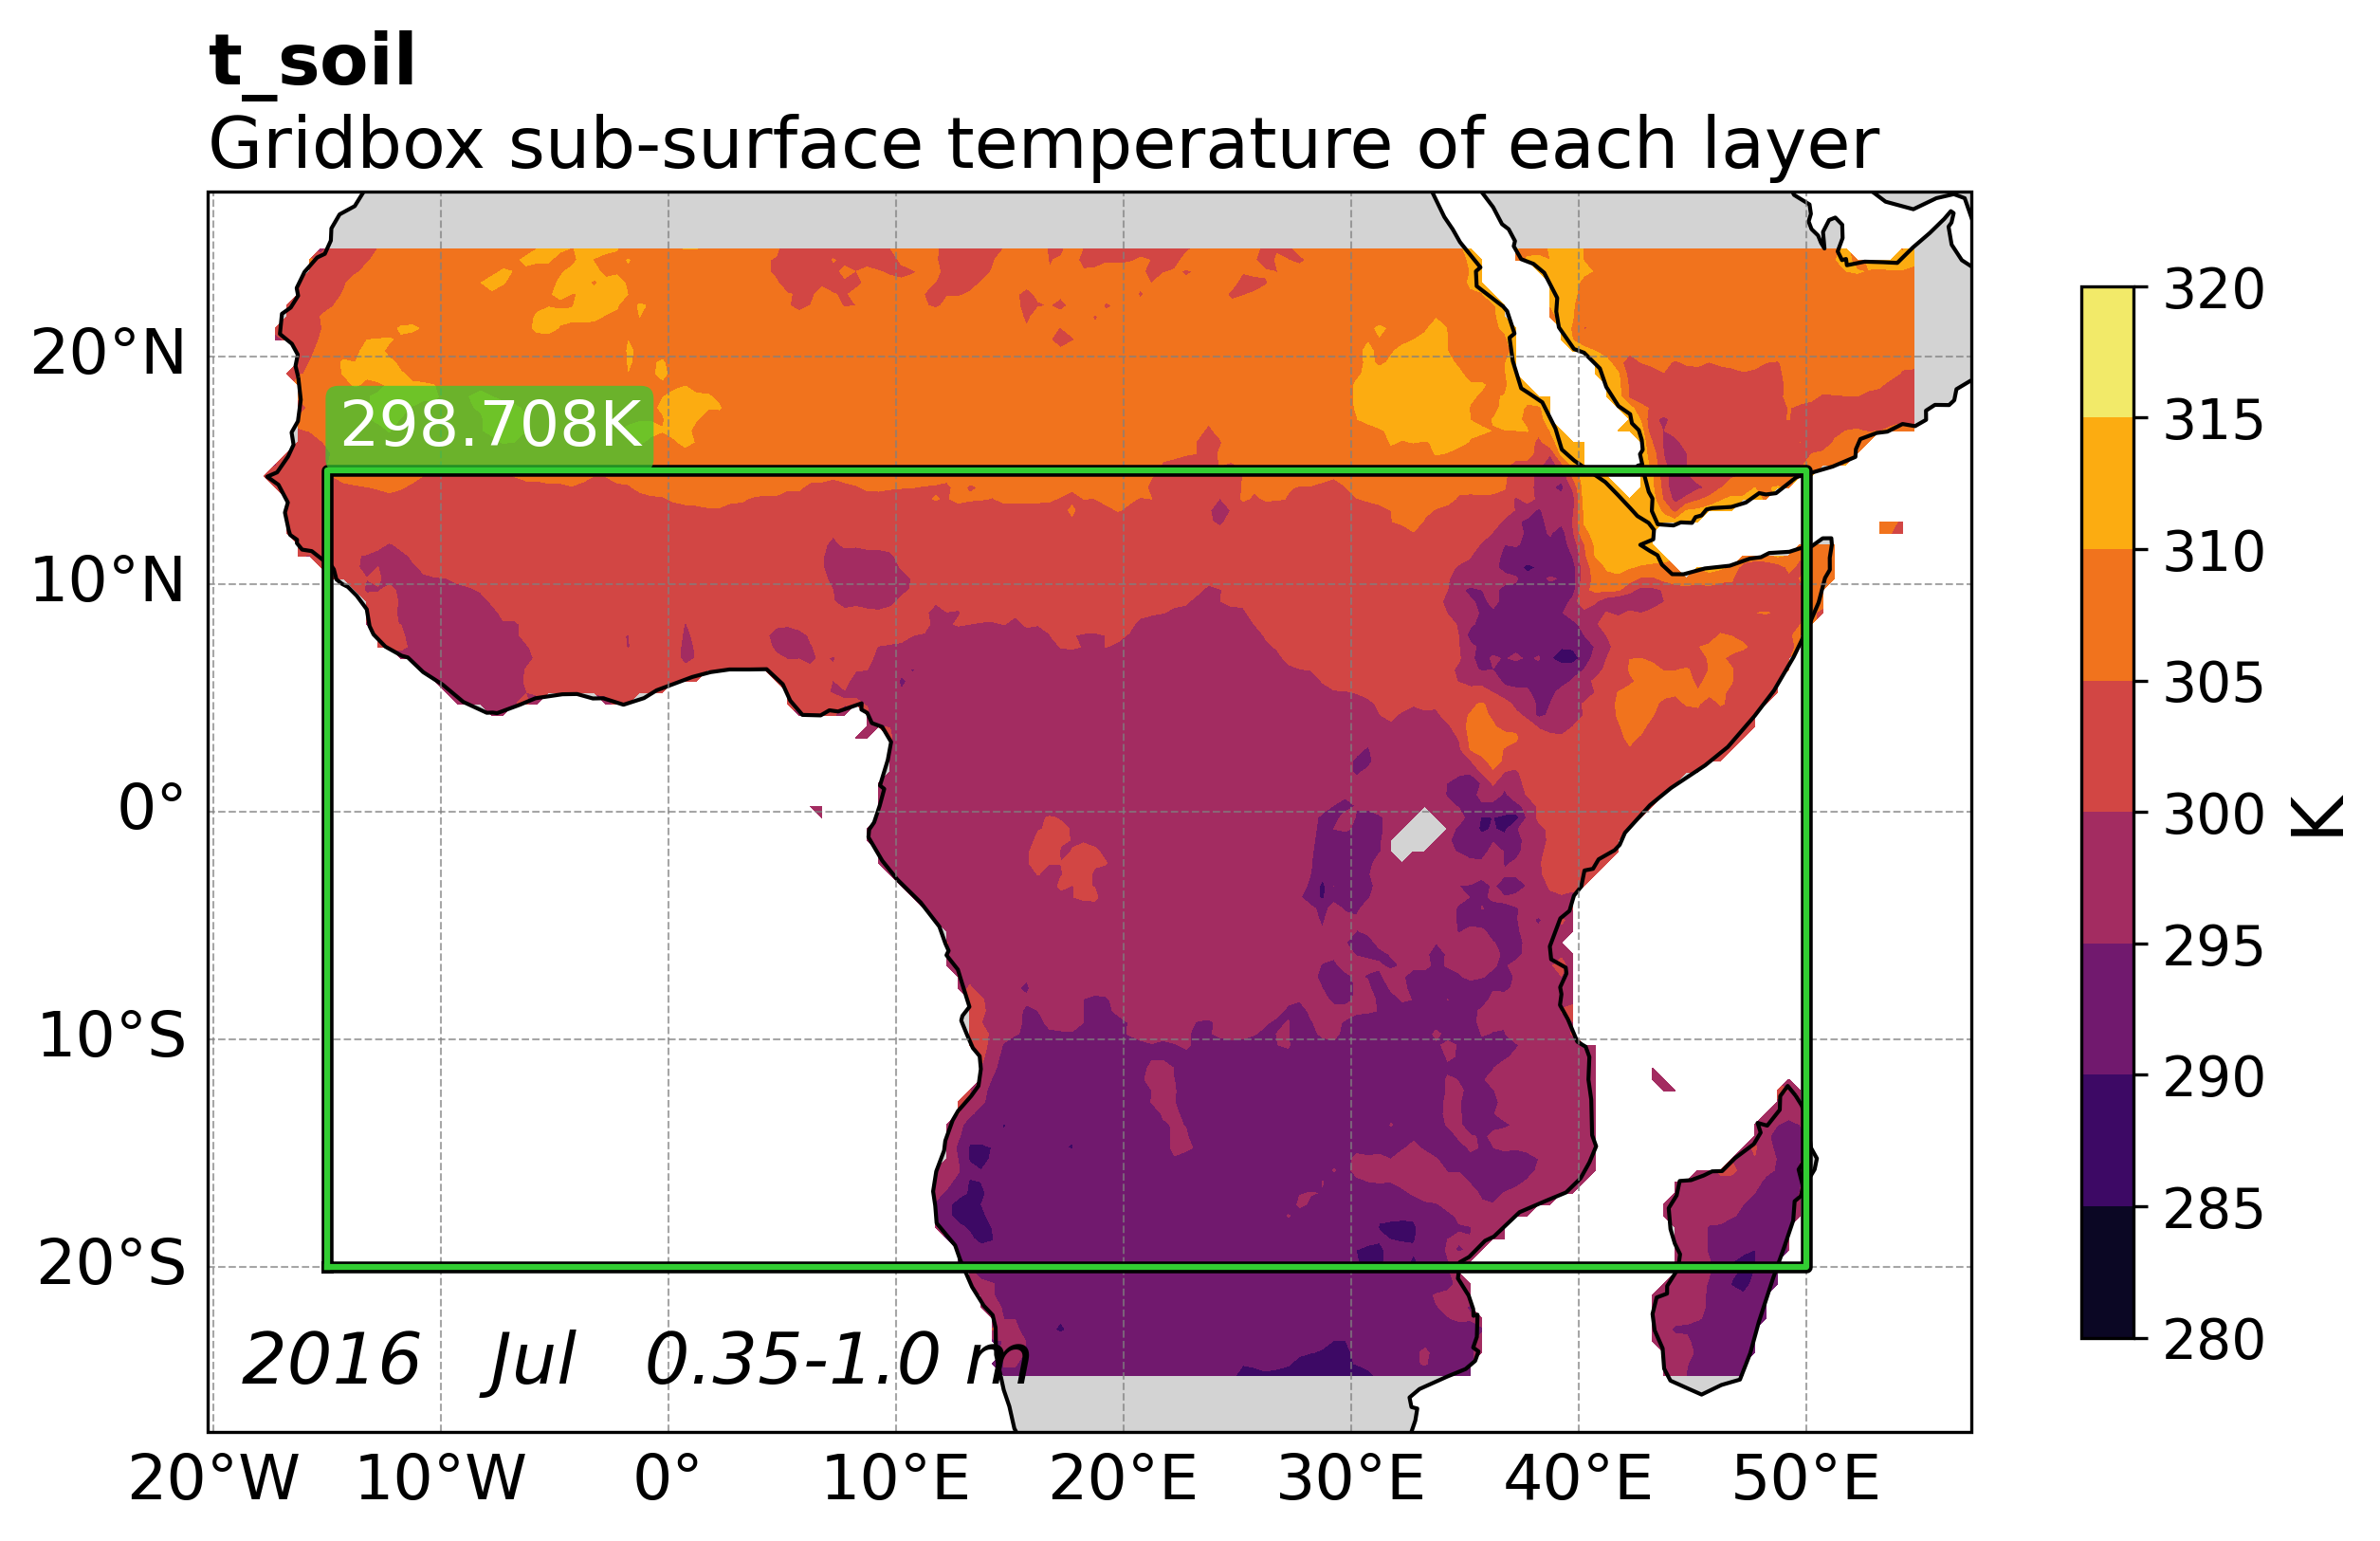 t_soil
Gridbox sub-surface temperature of each layer
320
315
310
305
300
295
290
285
280
K
20°N
10°N
0°
10°S
20°S
298.708K
2016 Jul 0.35-1.0 m
20°W 10°W 0° 10°E 20°E 30°E 40°E 50°E